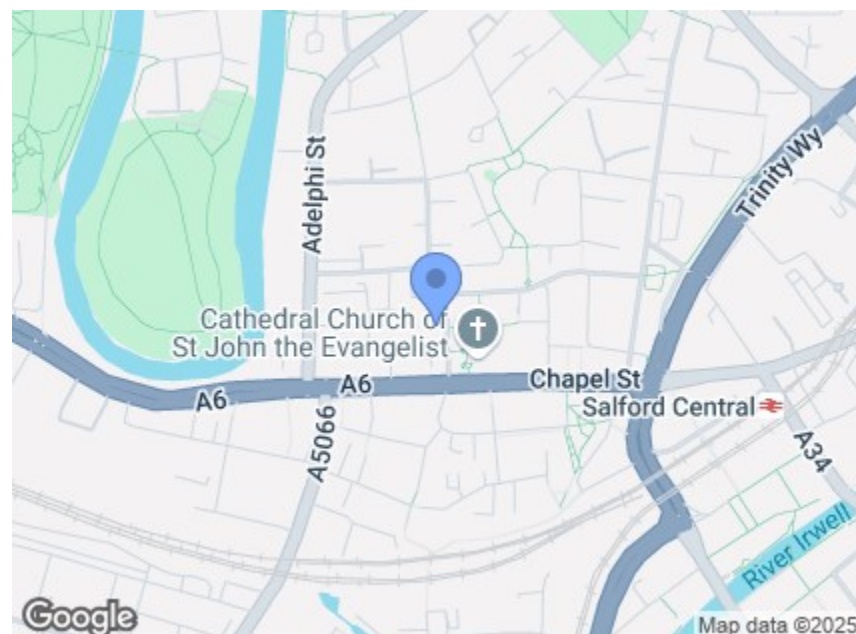 Adelphi St
Trinity Wy
Cathedral Church of
St John the Evangelist
Chapel St
A6
A6
Salford Central
A5066
A34
River Irwell
Google
Map data ©2025